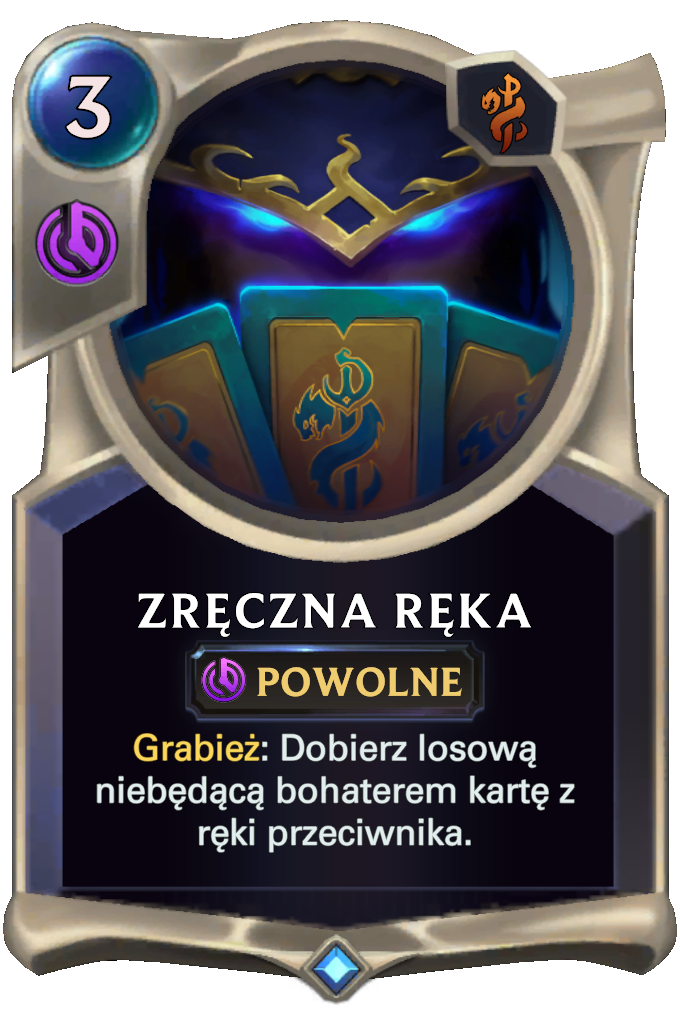 3
ZRĘCZNA RĘKA
POWOLNE
Grabież: Dobierz losową
niebędącą bohaterem kartę z
ręki przeciwnika.